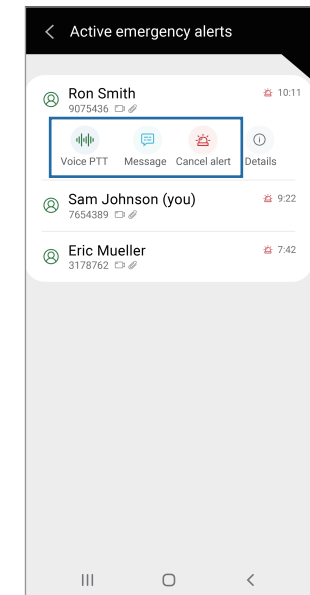 Active emergency alerts
Ron Smith 10:11
9075436
Voice PTT Message Cancel alert Details
Sam Johnson (you) 9:22
7654389
Eric Mueller 7:42
3178762